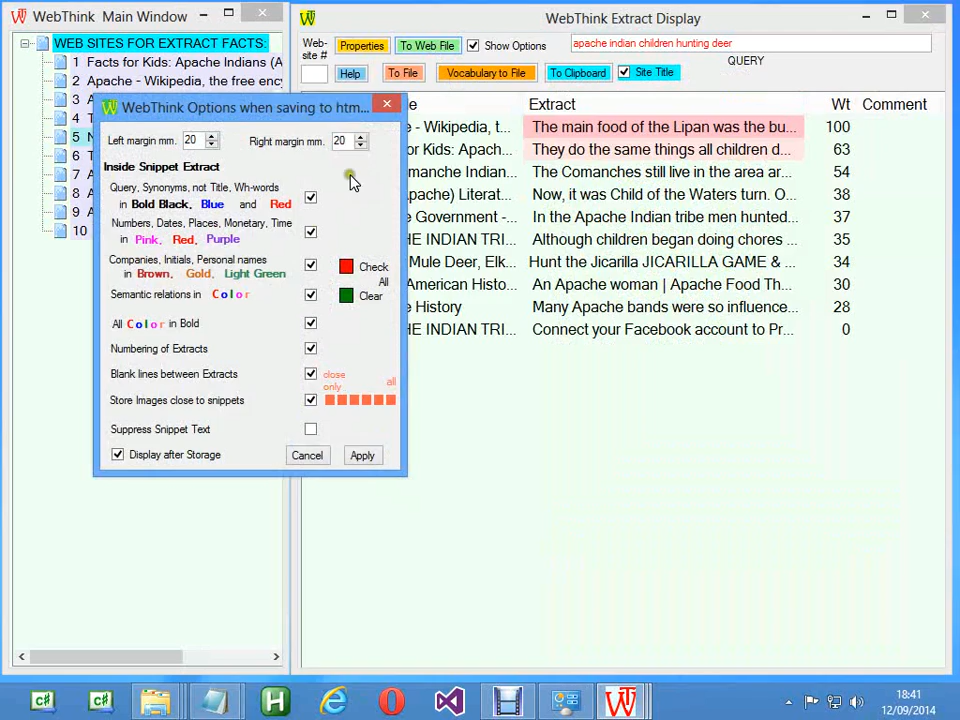 WebThink Main Window
WEB SITES FOR EXTRACT FACTS:
1 Facts for Kids: Apache Indians (A
2 Apache - Wikipedia, the free ency
3 A
4 T
5 N
6 T
7 A
8 A
9 A
10
WebThink Options when saving to htm...
Left margin mm. 20 Right margin mm. 20
Inside Snippet Extract
Query, Synonyms, not Title, Wh-words
in Bold Black, Blue and Red
Numbers, Dates, Places, Monetary, Time
in Pink, Red, Purple
Companies, Initials, Personal names
in Brown, Gold, Light Green
Check
All
Clear
Semantic relations in Color
All Color in Bold
Numbering of Extracts
Blank lines between Extracts
close only all
Store Images close to snippets
Suppress Snippet Text
Display after Storage Cancel Apply
WebThink Extract Display
Web-site # Properties To Web File Show Options apache indian children hunting deer
QUERY
Help To File Vocabulary to File To Clipboard Site Title
Extract Wt Comment
e - Wikipedia, t... The main food of the Lipan was the bu... 100
or Kids: Apach... They do the same things all children d... 63
manche Indian... The Comanches still live in the area ar... 54
pache) Literat... Now, it was Child of the Waters turn. O... 38
e Government -... In the Apache Indian tribe men hunted... 37
HE INDIAN TRI... Although children began doing chores ... 35
Mule Deer, Elk... Hunt the Jicarilla JICARILLA GAME & ... 34
merican Histo... An Apache woman | Apache Food Th... 30
e History Many Apache bands were so influence... 28
HE INDIAN TRI... Connect your Facebook account to Pr... 0
18:41
12/09/2014